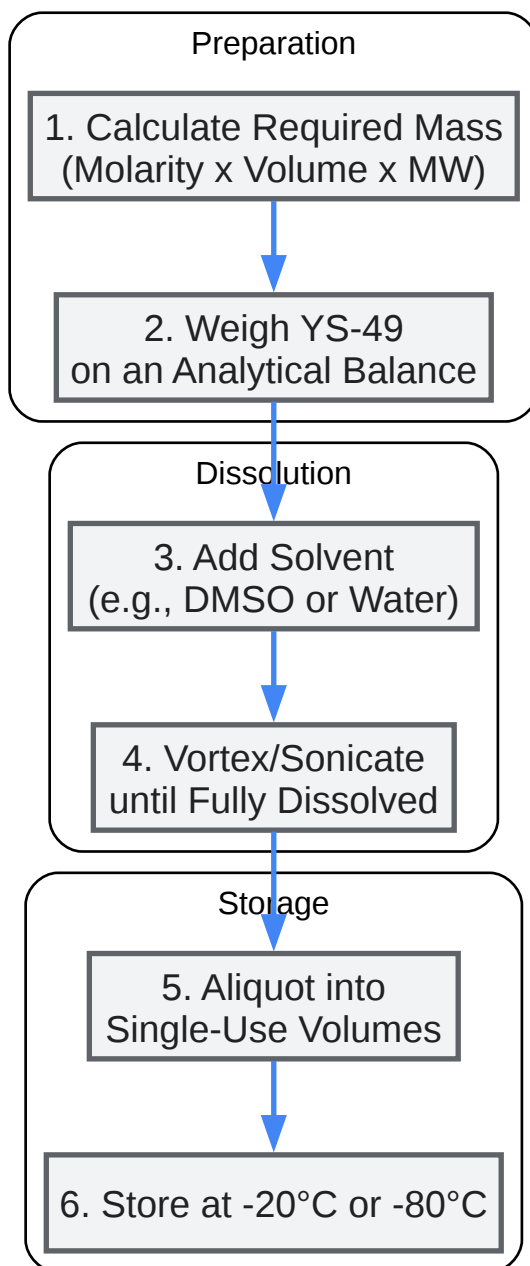 Preparation
1. Calculate Required Mass
(Molarity x Volume x MW)
2. Weigh YS-49
on an Analytical Balance
Dissolution
3. Add Solvent
(e.g., DMSO or Water)
4. Vortex/Sonicate
until Fully Dissolved
Storage
5. Aliquot into
Single-Use Volumes
6. Store at -20°C or -80°C